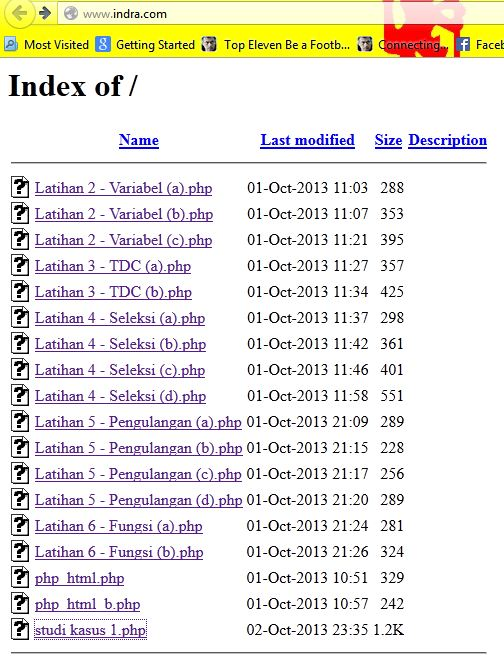 www.indra.com
Most Visited Getting Started Top Eleven Be a Footb... Connecting... Faceb
Index of /
Name Last modified Size Description
Latihan 2 - Variabel (a).php 01-Oct-2013 11:03 288
Latihan 2 - Variabel (b).php 01-Oct-2013 11:07 353
Latihan 2 - Variabel (c).php 01-Oct-2013 11:21 395
Latihan 3 - TDC (a).php 01-Oct-2013 11:27 357
Latihan 3 - TDC (b).php 01-Oct-2013 11:34 425
Latihan 4 - Seleksi (a).php 01-Oct-2013 11:37 298
Latihan 4 - Seleksi (b).php 01-Oct-2013 11:42 361
Latihan 4 - Seleksi (c).php 01-Oct-2013 11:46 401
Latihan 4 - Seleksi (d).php 01-Oct-2013 11:58 551
Latihan 5 - Pengulangan (a).php 01-Oct-2013 21:09 289
Latihan 5 - Pengulangan (b).php 01-Oct-2013 21:15 228
Latihan 5 - Pengulangan (c).php 01-Oct-2013 21:17 256
Latihan 5 - Pengulangan (d).php 01-Oct-2013 21:20 289
Latihan 6 - Fungsi (a).php 01-Oct-2013 21:24 281
Latihan 6 - Fungsi (b).php 01-Oct-2013 21:26 324
php_html.php 01-Oct-2013 10:51 329
php_html_b.php 01-Oct-2013 10:57 242
studi kasus 1.php 02-Oct-2013 23:35 1.2K